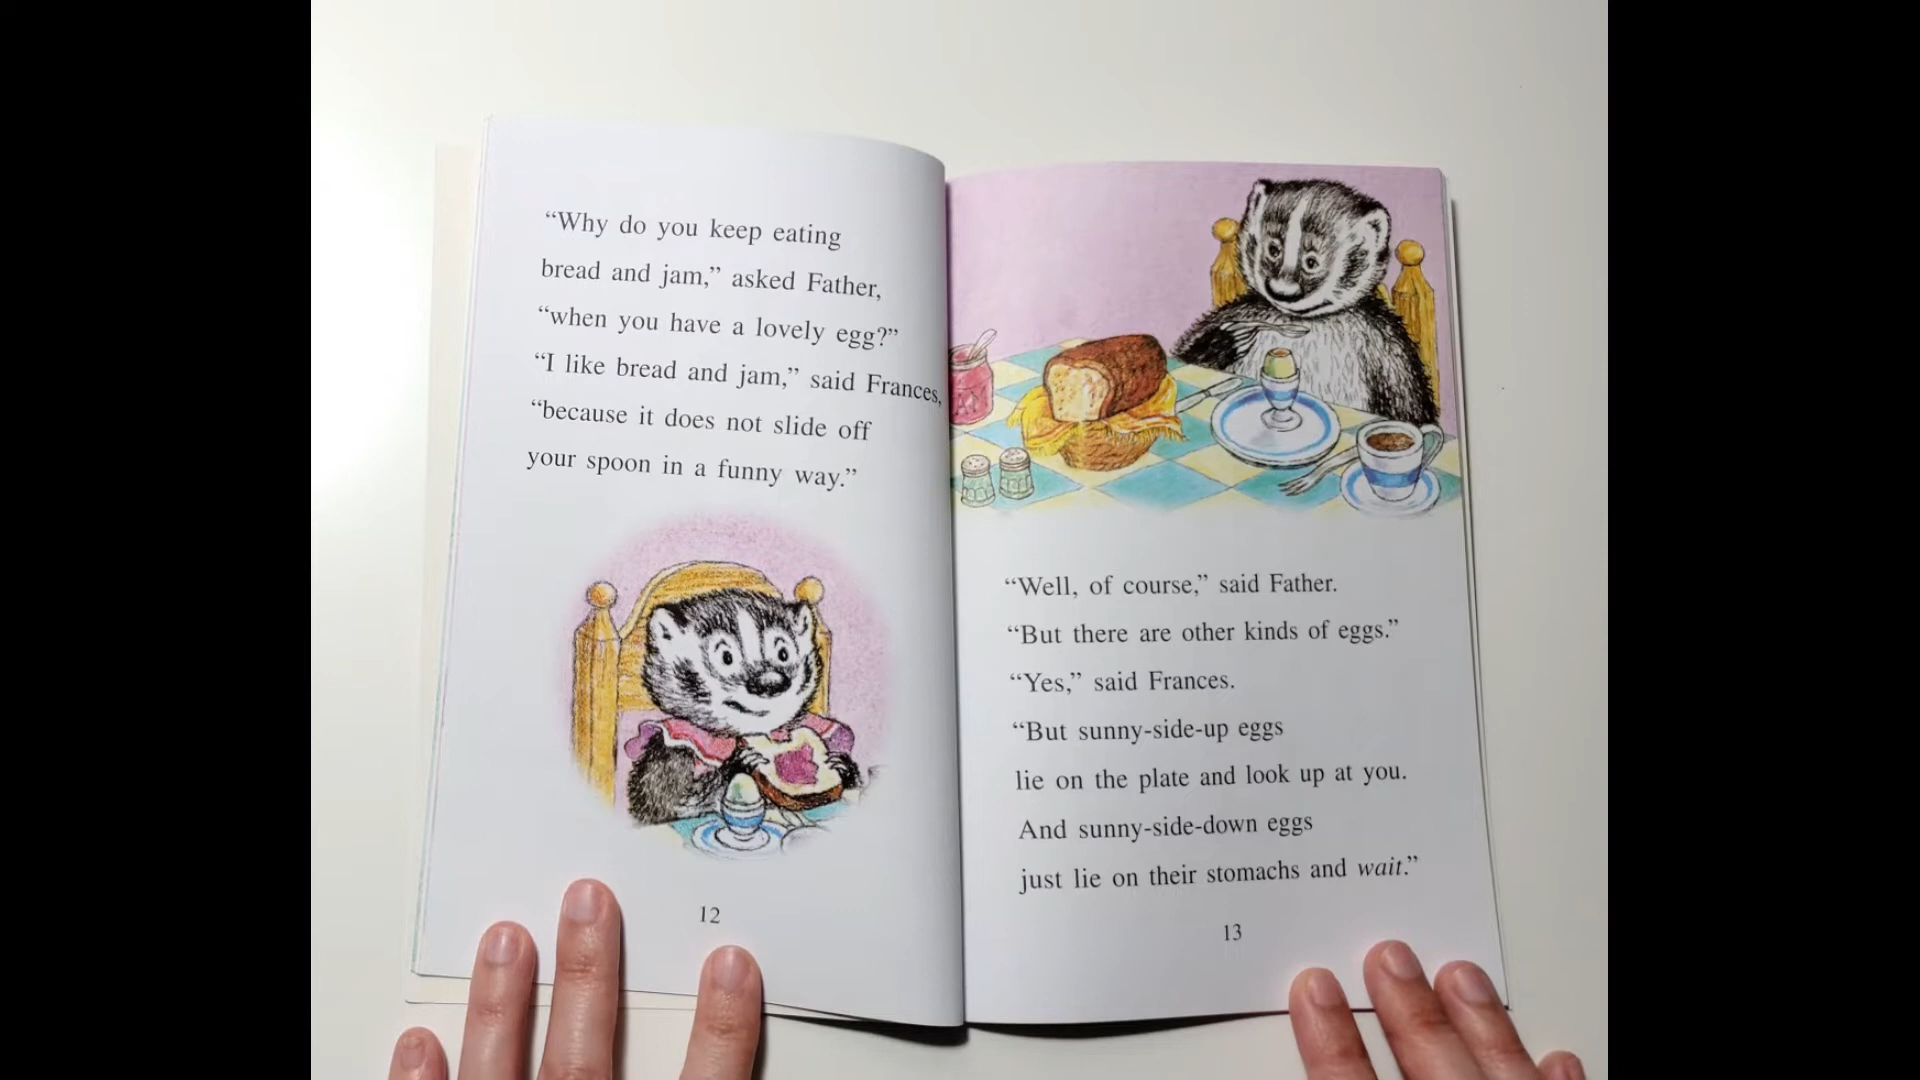 “Why do you keep eating
bread and jam,” asked Father,
“when you have a lovely egg?”
“I like bread and jam,” said Frances,
“because it does not slide off
your spoon in a funny way.”
12
“Well, of course,” said Father.
“But there are other kinds of eggs.”
“Yes,” said Frances.
“But sunny-side-up eggs
lie on the plate and look up at you.
And sunny-side-down eggs
just lie on their stomachs and wait.”
13